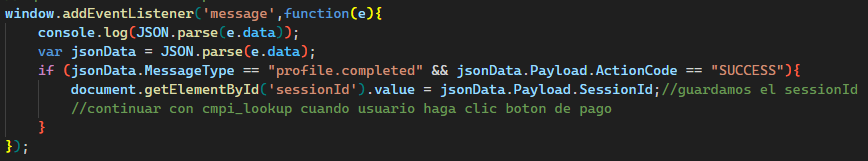 window.addEventListener('message',function(e){
    console.log(JSON.parse(e.data));
    var jsonData = JSON.parse(e.data);
    if (jsonData.MessageType == "profile.completed" && jsonData.Payload.ActionCode == "SUCCESS"){
        document.getElementById('sessionId').value = jsonData.Payload.SessionId;//guardamos el sessionId
        //continuar con cmpi_lookup cuando usuario haga clic boton de pago
    }
});